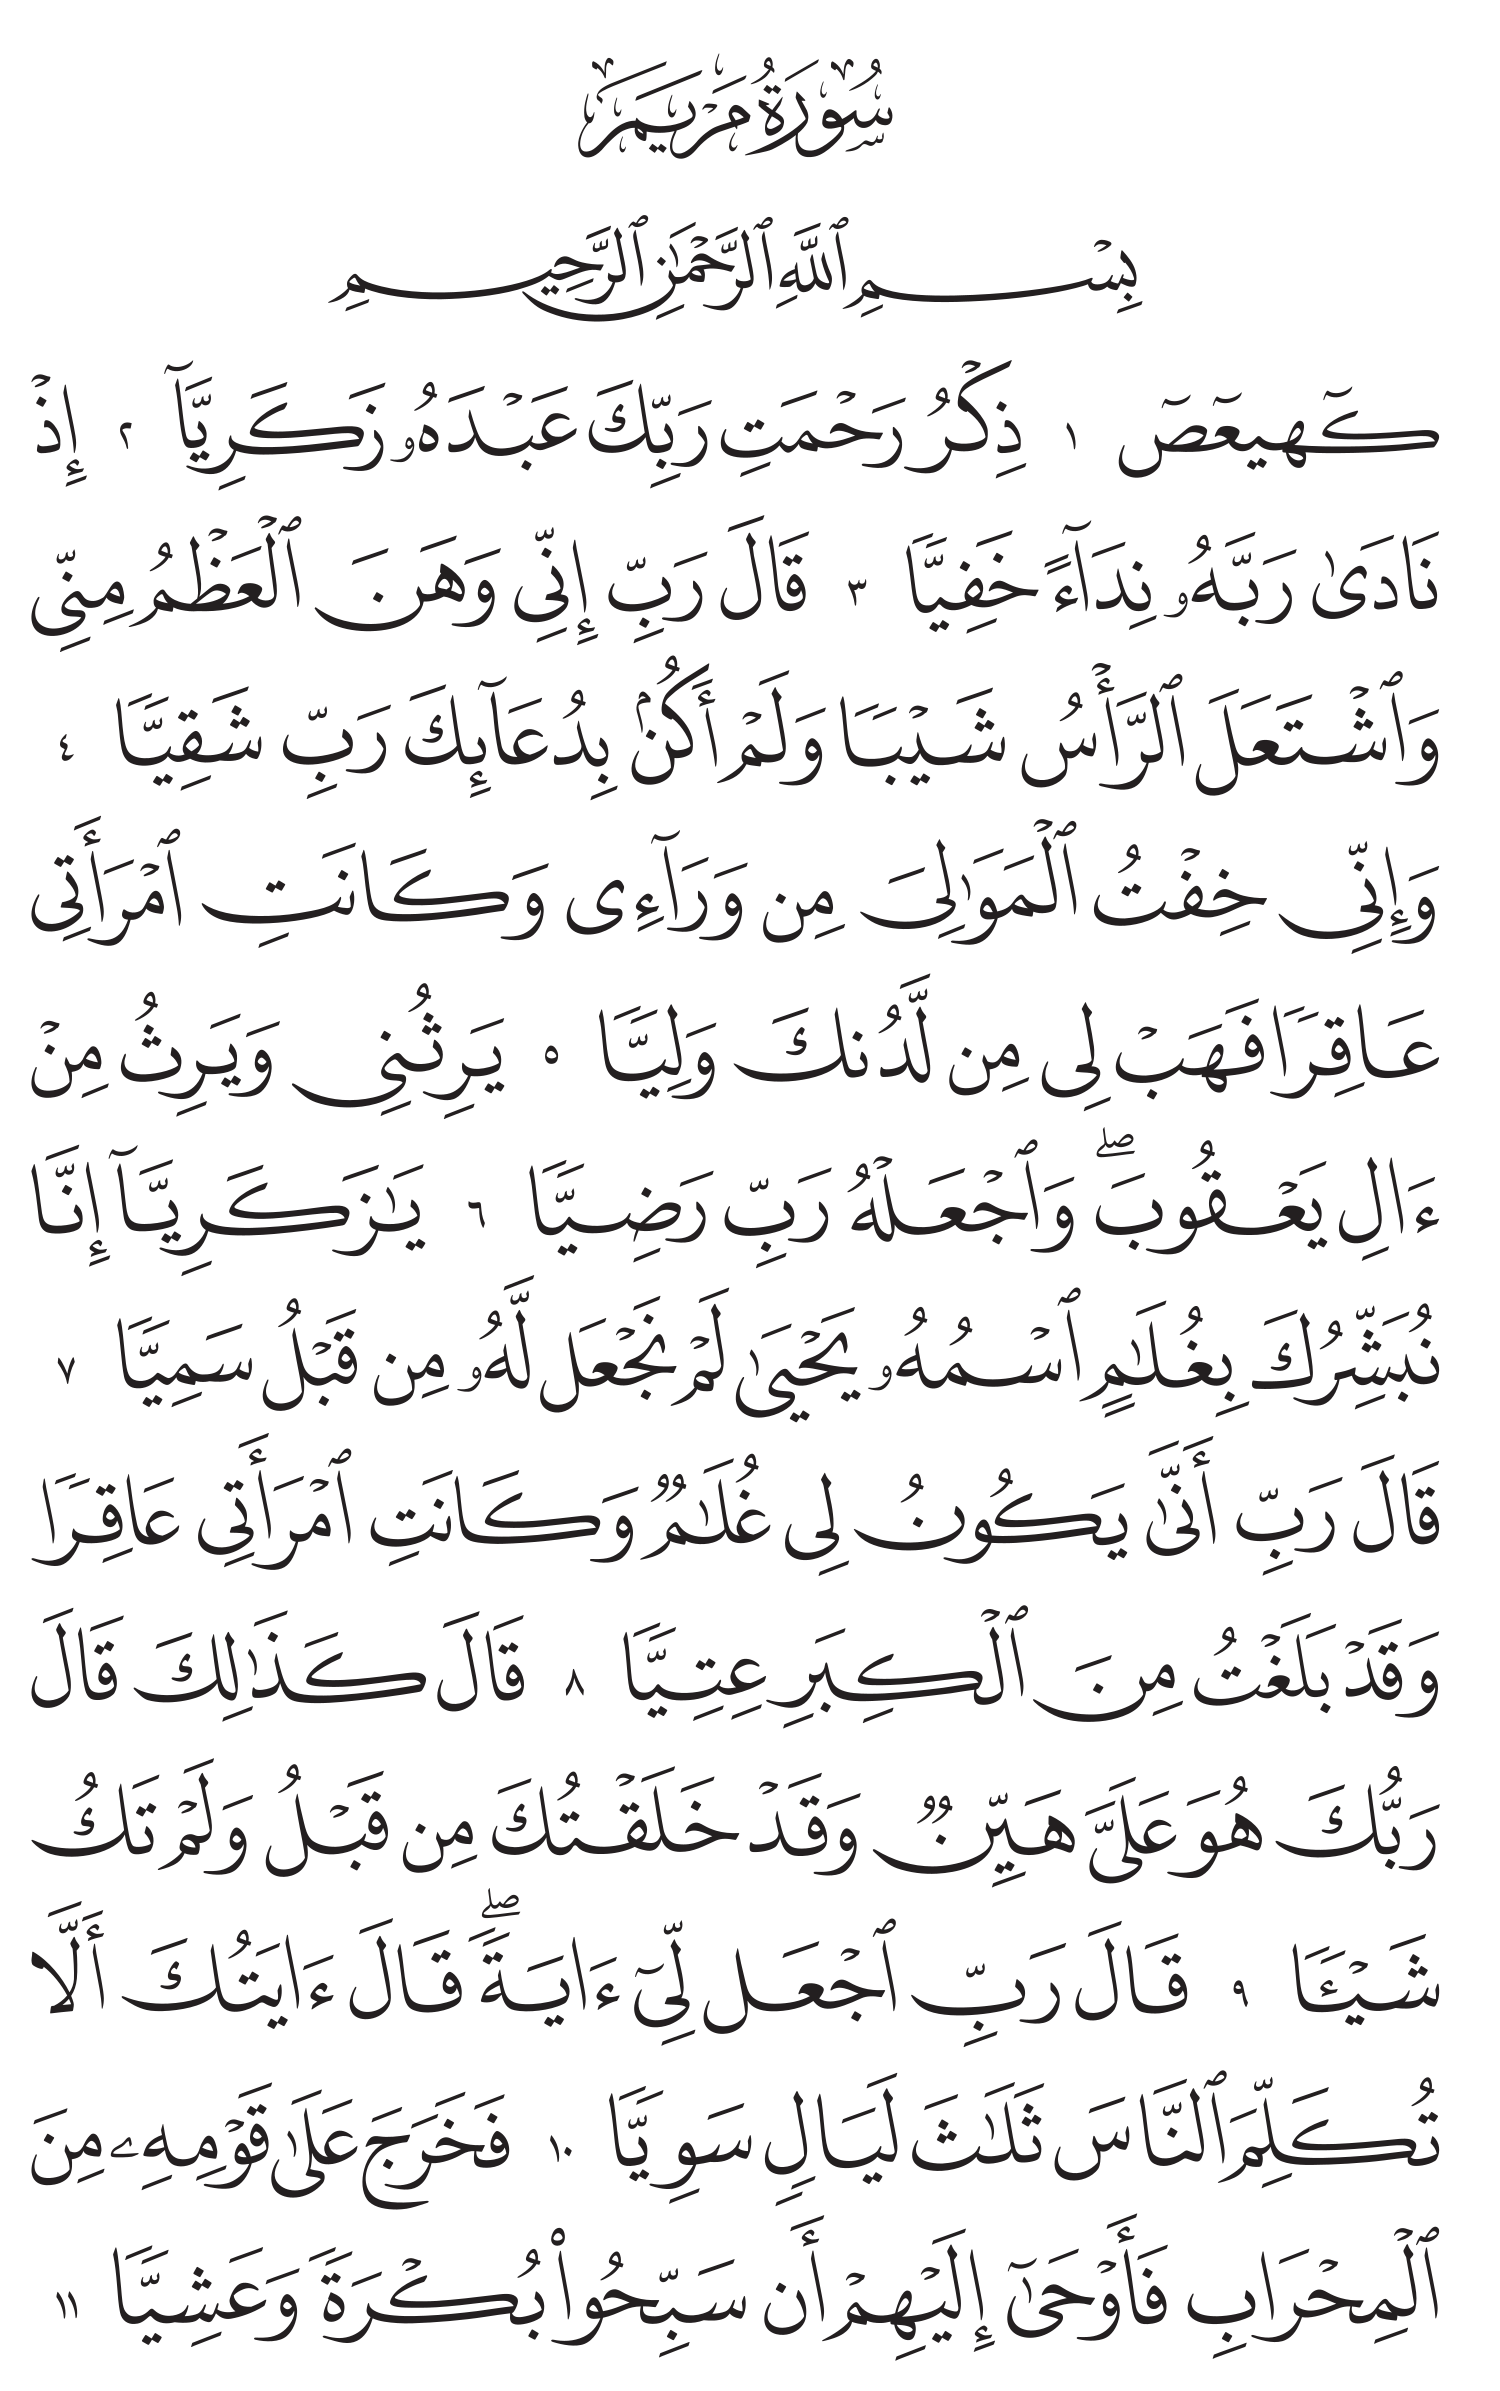 سُورَةُ مَرْيَمَ
بِسْمِ ٱللَّهِ ٱلرَّحْمَٰنِ ٱلرَّحِيمِ
كٓهيعٓصٓ ١ ذِكْرُ رَحْمَتِ رَبِّكَ عَبْدَهُۥ زَكَرِيَّآ ٢ إِذْ
نَادَىٰ رَبَّهُۥ نِدَآءً خَفِيًّا ٣ قَالَ رَبِّ إِنِّى وَهَنَ ٱلْعَظْمُ مِنِّى
وَٱشْتَعَلَ ٱلرَّأْسُ شَيْبًا وَلَمْ أَكُنۢ بِدُعَآئِكَ رَبِّ شَقِيًّا ٤
وَإِنِّى خِفْتُ ٱلْمَوَٰلِىَ مِن وَرَآءِى وَكَانَتِ ٱمْرَأَتِى
عَاقِرًا فَهَبْ لِى مِن لَّدُنكَ وَلِيًّا ٥ يَرِثُنِى وَيَرِثُ مِنْ
ءَالِ يَعْقُوبَ ۖ وَٱجْعَلْهُ رَبِّ رَضِيًّا ٦ يَٰزَكَرِيَّآ إِنَّا
نُبَشِّرُكَ بِغُلَٰمٍ ٱسْمُهُۥ يَحْيَىٰ لَمْ نَجْعَل لَّهُۥ مِن قَبْلُ سَمِيًّا ٧
قَالَ رَبِّ أَنَّىٰ يَكُونُ لِى غُلَٰمٌ وَكَانَتِ ٱمْرَأَتِى عَاقِرًا
وَقَدْ بَلَغْتُ مِنَ ٱلْكِبَرِ عِتِيًّا ٨ قَالَ كَذَٰلِكَ قَالَ
رَبُّكَ هُوَ عَلَىَّ هَيِّنٌ وَقَدْ خَلَقْتُكَ مِن قَبْلُ وَلَمْ تَكُ
شَيْـًٔا ٩ قَالَ رَبِّ ٱجْعَل لِّىٓ ءَايَةً ۖ قَالَ ءَايَتُكَ أَلَّا
تُكَلِّمَ ٱلنَّاسَ ثَلَٰثَ لَيَالٍ سَوِيًّا ١٠ فَخَرَجَ عَلَىٰ قَوْمِهِۦ مِنَ
ٱلْمِحْرَابِ فَأَوْحَىٰٓ إِلَيْهِمْ أَن سَبِّحُوا۟ بُكْرَةً وَعَشِيًّا ١١